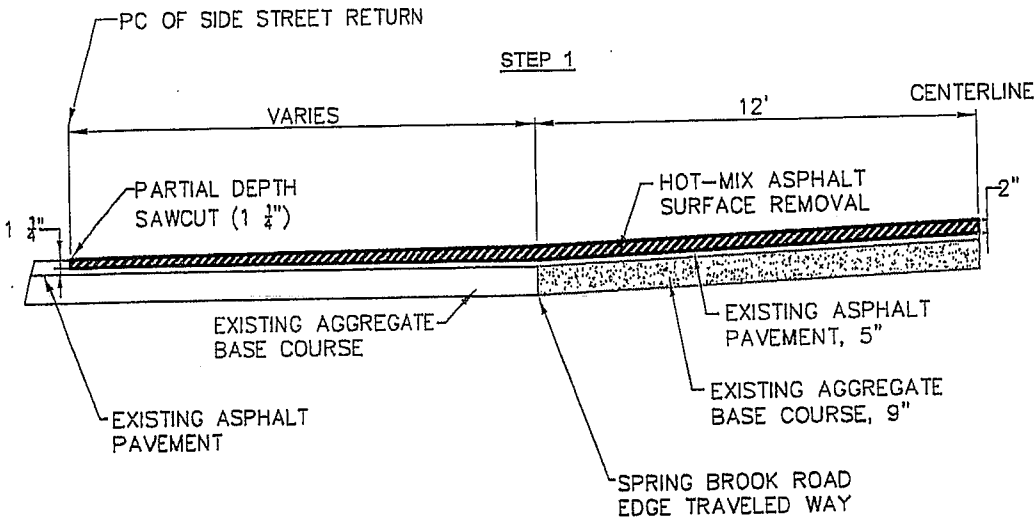 PC OF SIDE STREET RETURN
STEP 1
CENTERLINE
VARIES
12'
PARTIAL DEPTH
SAWCUT (1 1/4")
HOT-MIX ASPHALT
SURFACE REMOVAL
2"
1 3/4"
EXISTING AGGREGATE
BASE COURSE
EXISTING ASPHALT
PAVEMENT, 5"
EXISTING AGGREGATE
BASE COURSE, 9"
EXISTING ASPHALT
PAVEMENT
SPRING BROOK ROAD
EDGE TRAVELED WAY